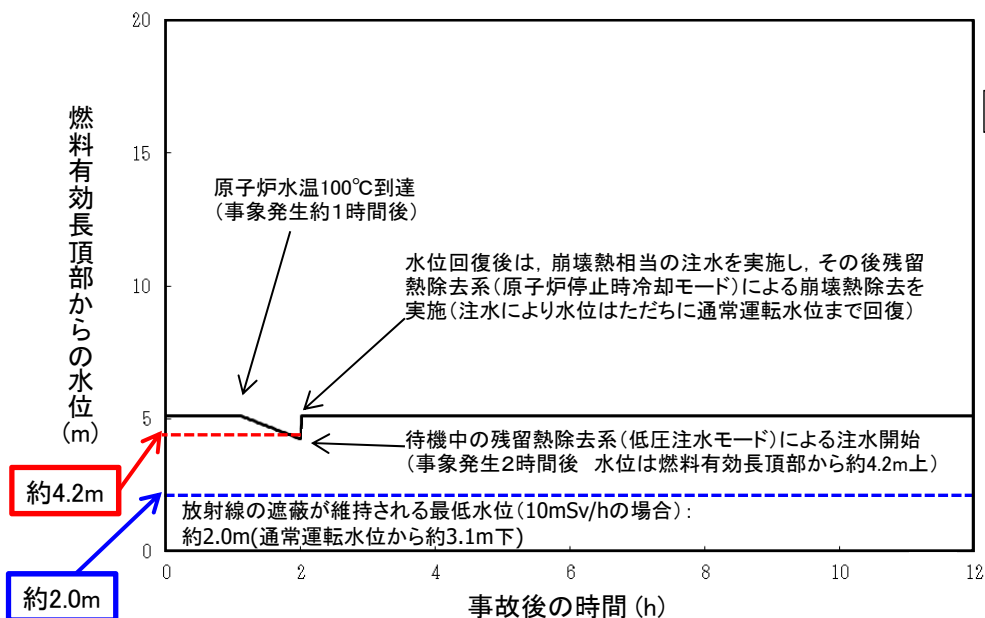 20
15
10
5
0
燃料有効長頂部からの水位(m)
原子炉水温100℃到達
(事象発生約1時間後)
水位回復後は,崩壊熱相当の注水を実施し,その後残留
熱除去系(原子炉停止時冷却モード)による崩壊熱除去を
実施(注水により水位はただちに通常運転水位まで回復)
待機中の残留熱除去系(低圧注水モード)による注水開始
(事象発生2時間後 水位は燃料有効長頂部から約4.2m上)
約4.2m
放射線の遮蔽が維持される最低水位(10mSv/hの場合):
約2.0m(通常運転水位から約3.1m下)
約2.0m
0 2 4 6 8 10 12
事故後の時間(h)